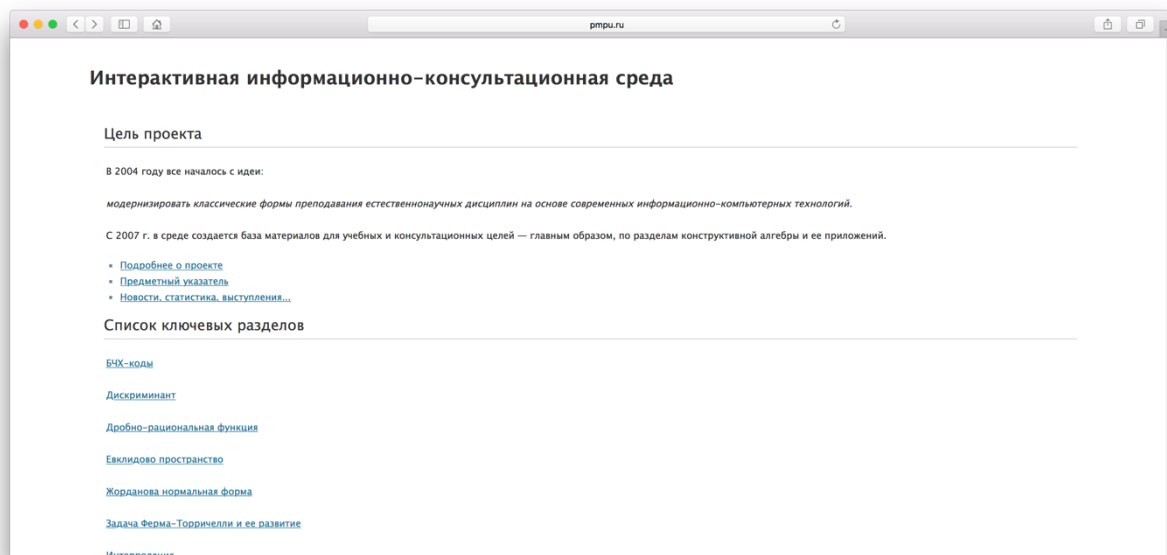 pmpu.ru
Интерактивная информационно-консультационная среда
Цель проекта
В 2004 году все началось с идеи:
модернизировать классические формы преподавания естественнонаучных дисциплин на основе современных информационно-компьютерных технологий.
С 2007 г. в среде создается база материалов для учебных и консультационных целей — главным образом, по разделам конструктивной алгебры и ее приложений.
Подробнее о проекте
Предметный указатель
Новости, статистика, выступления...
Список ключевых разделов
БЧХ-коды
Дискриминант
Дробно-рациональная функция
Евклидово пространство
Жорданова нормальная форма
Задача Ферма-Торричелли и ее развитие